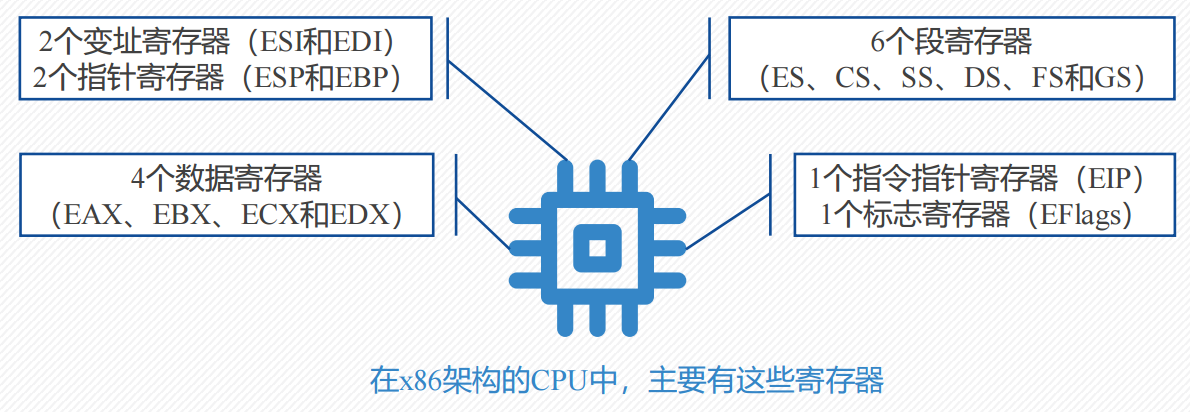 2个变址寄存器（ESI和EDI）
2个指针寄存器（ESP和EBP）
6个段寄存器
（ES、CS、SS、DS、FS和GS）
4个数据寄存器
（EAX、EBX、ECX和EDX）
1个指令指针寄存器（EIP）
1个标志寄存器（EFlags）
在x86架构的CPU中，主要有这些寄存器